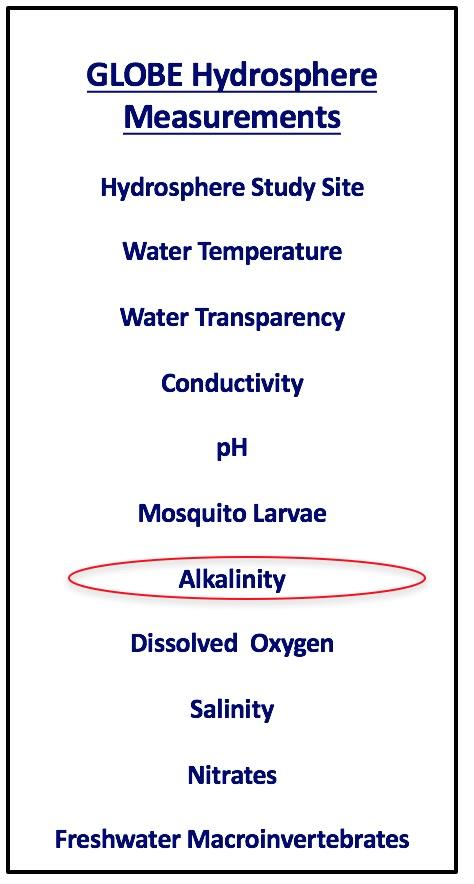 GLOBE Hydrosphere
Measurements
Hydrosphere Study Site
Water Temperature
Water Transparency
Conductivity
pH
Mosquito Larvae
Alkalinity
Dissolved  Oxygen
Salinity
Nitrates
Freshwater Macroinvertebrates